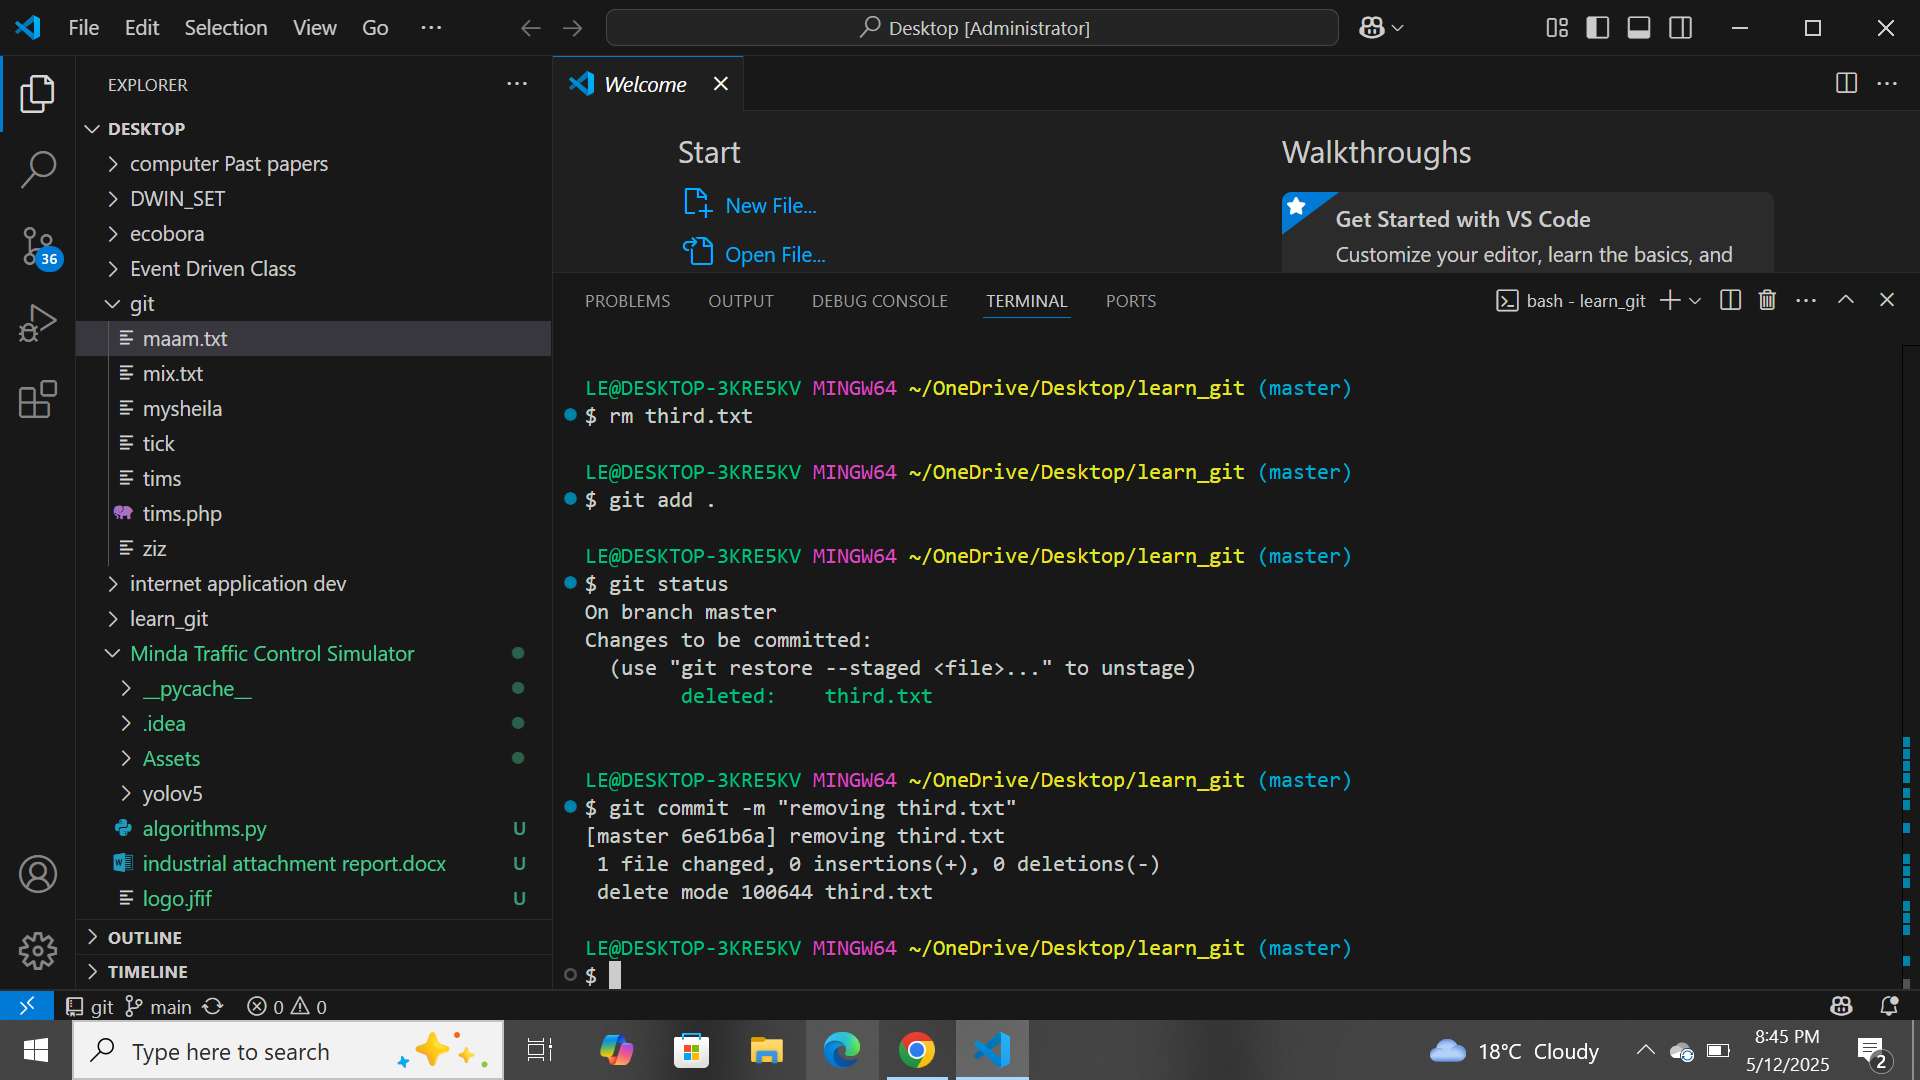 File Edit Selection View Go ... Desktop [Administrator]
EXPLORER
DESKTOP
computer Past papers
DWIN_SET
ecobora
36
Event Driven Class
git
maam.txt
mix.txt
mysheila
tick
tims
tims.php
ziz
internet application dev
learn_git
Minda Traffic Control Simulator
__pycache__
.idea
Assets
yolov5
algorithms.py U
industrial attachment report.docx U
logo.jfif U
OUTLINE
TIMELINE
Welcome
Start
New File...
Open File...
Walkthroughs
Get Started with VS Code
Customize your editor, learn the basics, and
PROBLEMS OUTPUT DEBUG CONSOLE TERMINAL PORTS bash - learn_git
LE@DESKTOP-3KRE5KV MINGW64 ~/OneDrive/Desktop/learn_git (master)
$ rm third.txt
LE@DESKTOP-3KRE5KV MINGW64 ~/OneDrive/Desktop/learn_git (master)
$ git add .
LE@DESKTOP-3KRE5KV MINGW64 ~/OneDrive/Desktop/learn_git (master)
$ git status
On branch master
Changes to be committed:
(use "git restore --staged <file>..." to unstage)
deleted: third.txt
LE@DESKTOP-3KRE5KV MINGW64 ~/OneDrive/Desktop/learn_git (master)
$ git commit -m "removing third.txt"
[master 6e61b6a] removing third.txt
1 file changed, 0 insertions(+), 0 deletions(-)
delete mode 100644 third.txt
LE@DESKTOP-3KRE5KV MINGW64 ~/OneDrive/Desktop/learn_git (master)
$
git main 0 0
Type here to search
18°C Cloudy
8:45 PM
5/12/2025
2